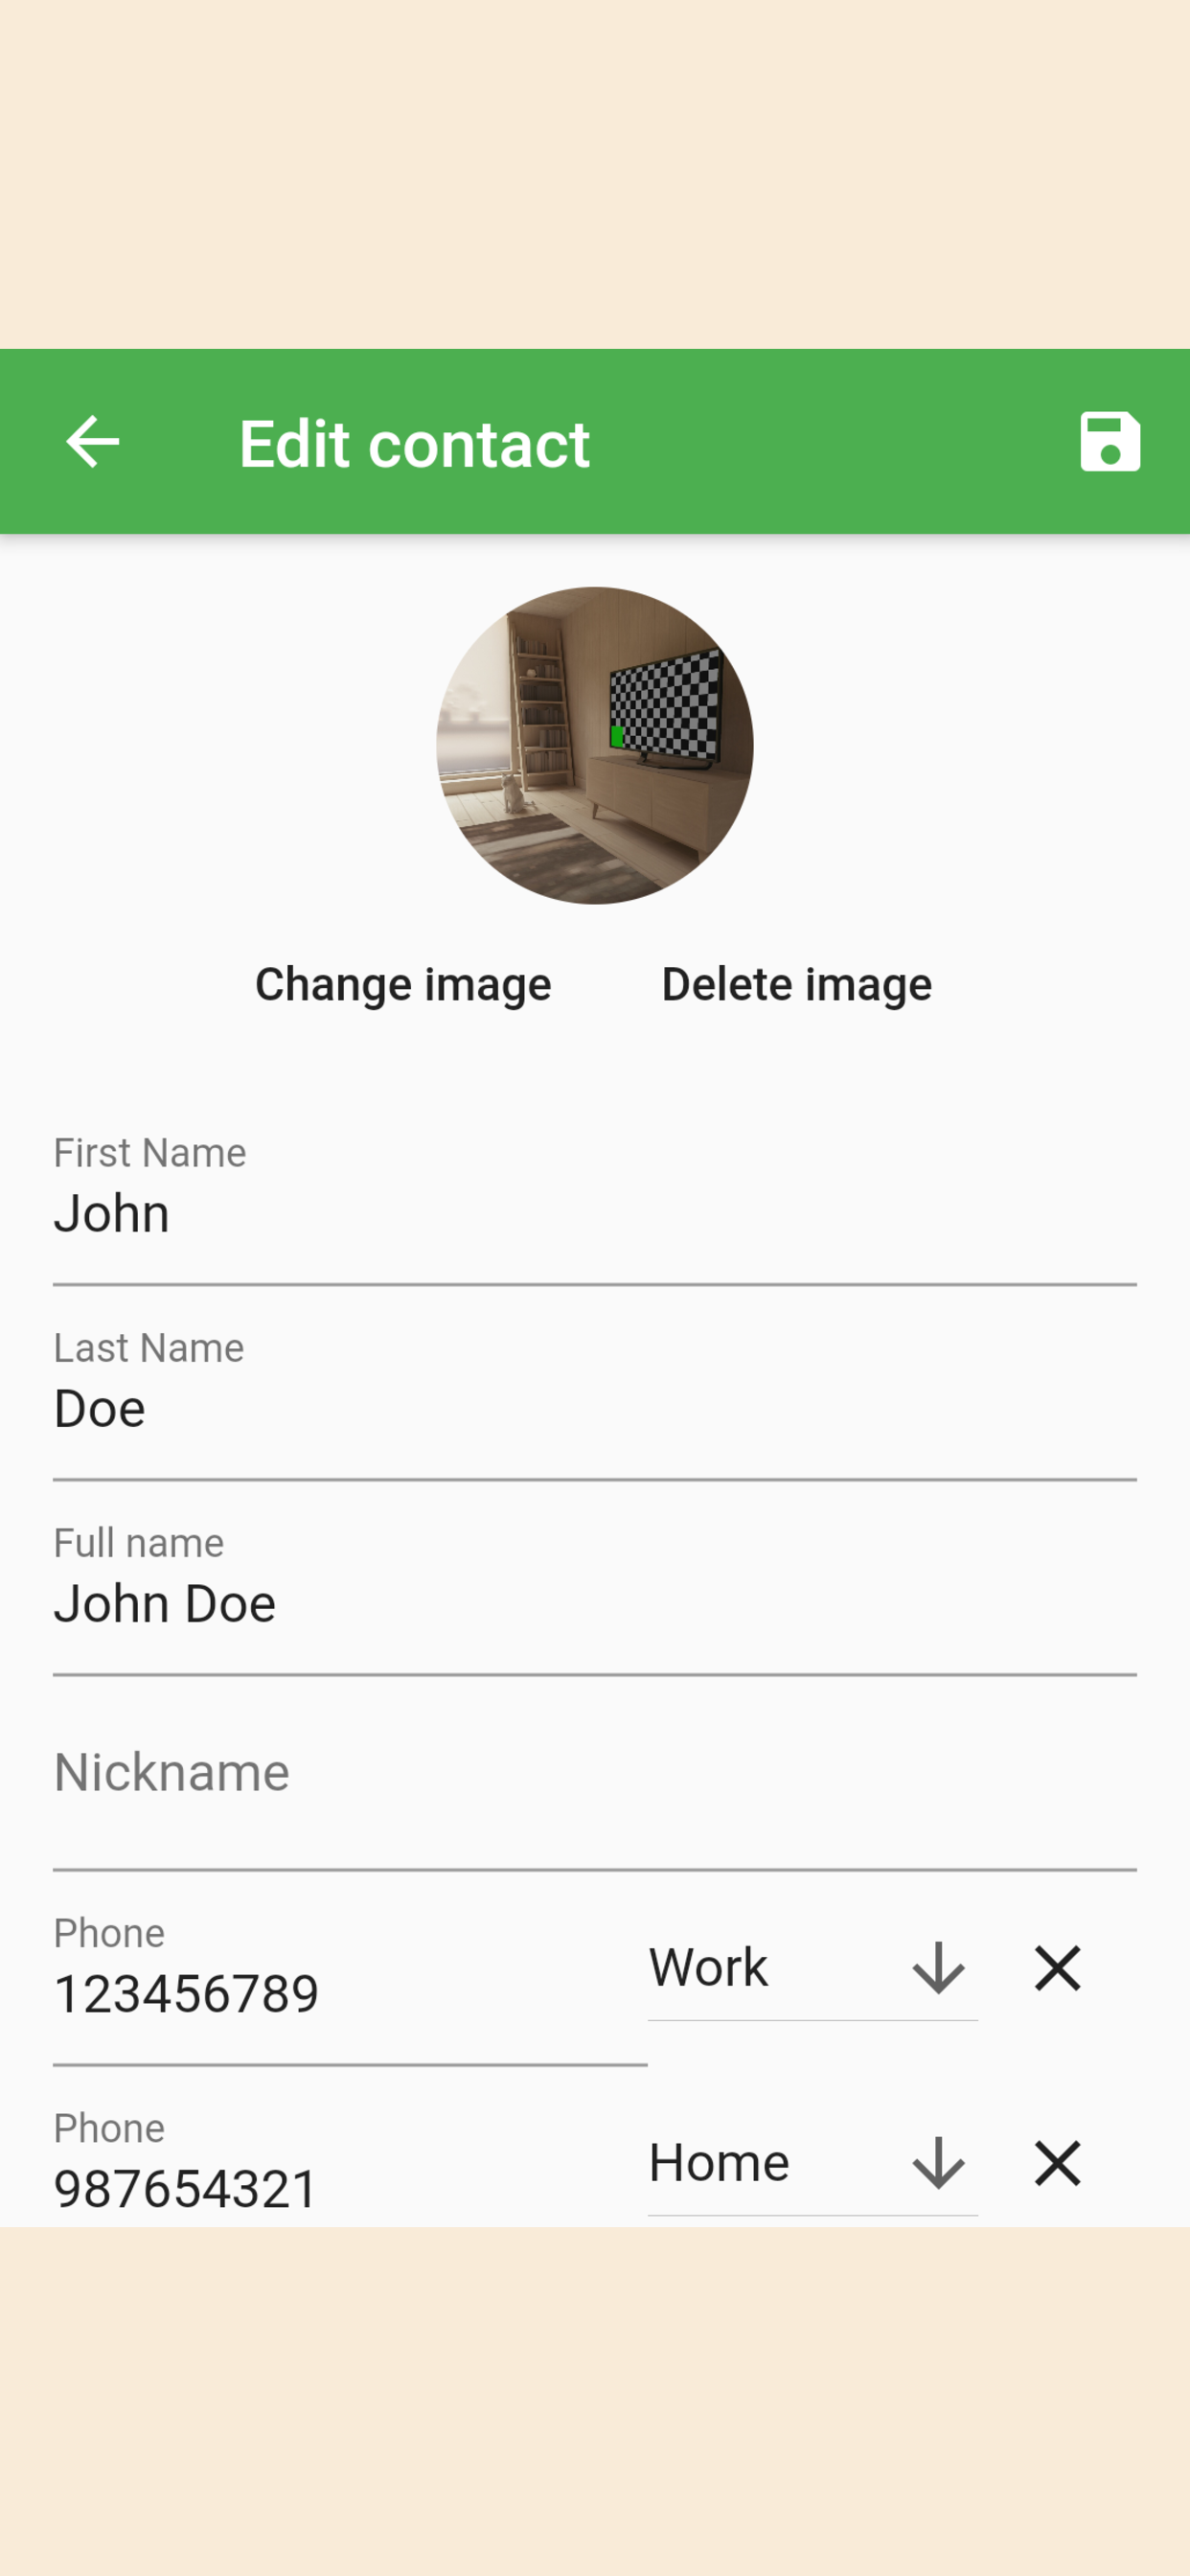 Edit contact
Change image Delete image
First Name
John
Last Name
Doe
Full name
John Doe
Nickname
Phone
123456789 Work
Phone
987654321 Home